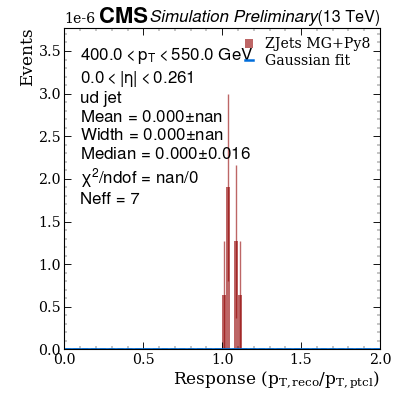 1e-6 CMS Simulation Preliminary (13 TeV)
Events
400.0 < p_T < 550.0 GeV
0.0 < |η| < 0.261
ud jet
Mean = 0.000±nan
Width = 0.000±nan
Median = 0.000±0.016
χ²/ndof = nan/0
Neff = 7
ZJets MG+Py8
Gaussian fit
3.5
3.0
2.5
2.0
1.5
1.0
0.5
0.0
0.0 0.5 1.0 1.5 2.0
Response (p_T,reco/p_T,ptcl)